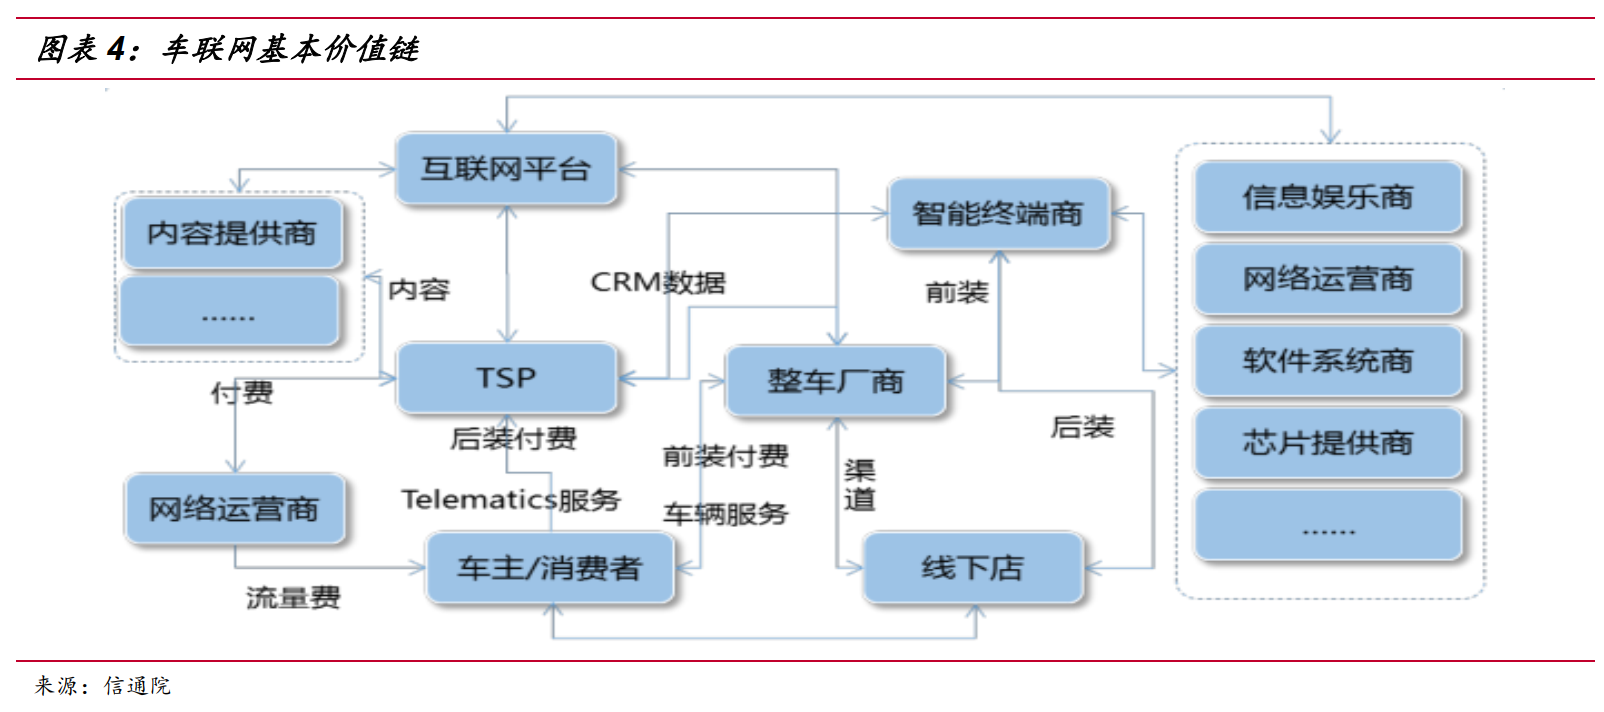 图表 4：车联网基本价值链
互联网平台
内容提供商
……
内容
CRM数据
智能终端商
前装
信息娱乐商
网络运营商
软件系统商
芯片提供商
……
付费
TSP
整车厂商
后装付费
前装付费
渠道
后装
Telematics服务
车辆服务
网络运营商
流量费
车主/消费者
线下店
来源：信通院